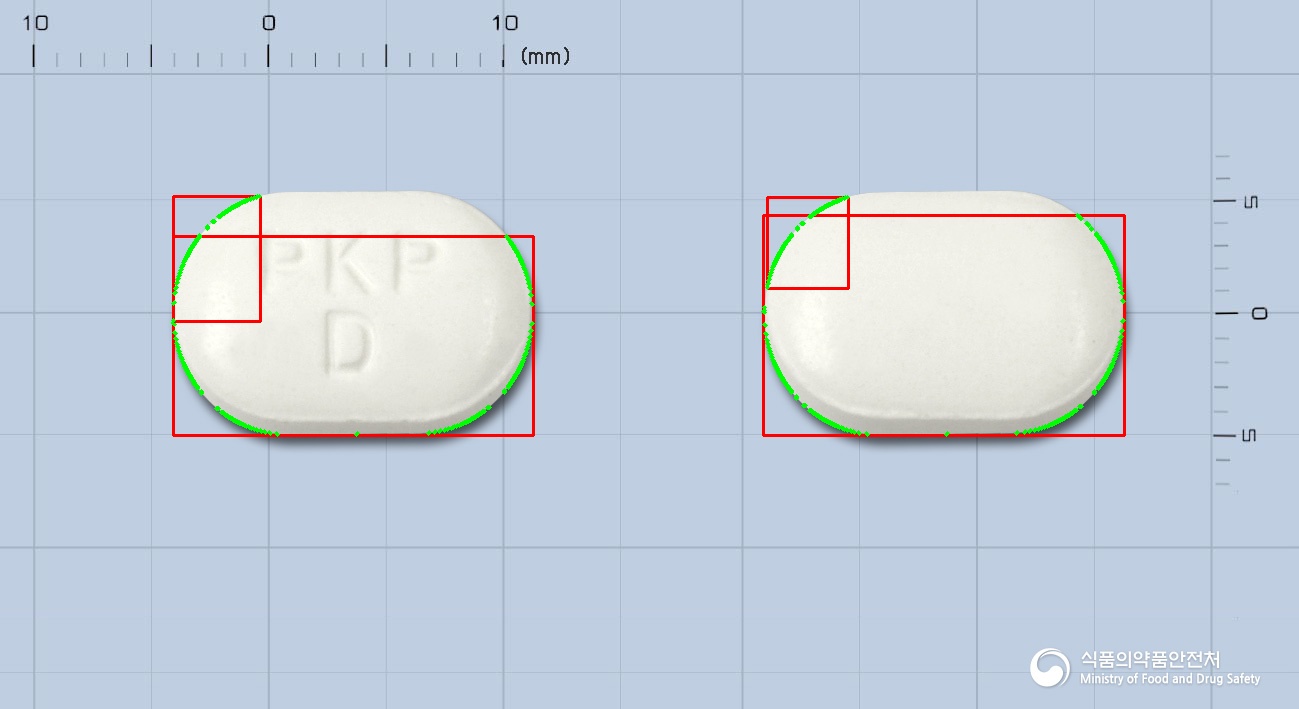 10 0 10
(mm)
PKP
D
5
0
5
식품의약품안전처
Ministry of Food and Drug Safety